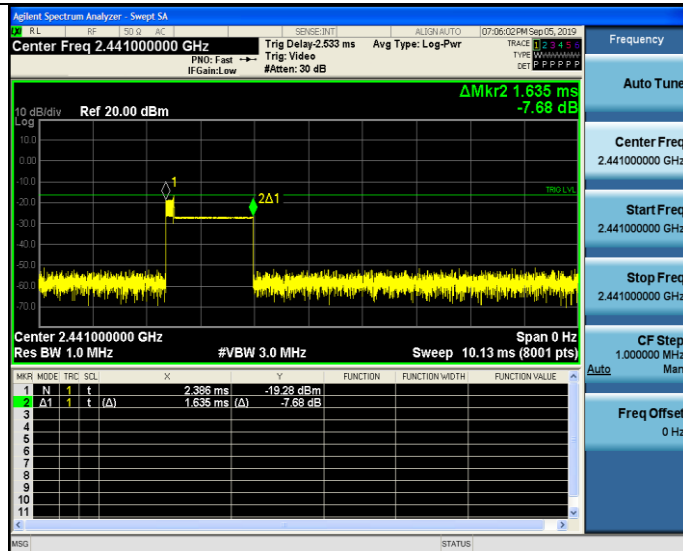 Agilent Spectrum Analyzer - Swept SA
RL RF 50 Ω AC SENSE:INT ALIGN AUTO 07:06:02 PM Sep 05, 2019
Center Freq 2.441000000 GHz
PNO: Fast
IFGain:Low
Trig Delay-2.533 ms
Trig: Video
#Atten: 30 dB
Avg Type: Log-Pwr
TRACE 1 2 3 4 5 6
TYPE WWWWWW
DET P P P P P P
ΔMkr2 1.635 ms
-7.68 dB
10 dB/div Ref 20.00 dBm
Log
10.0
0.00
-10.0
-20.0
-30.0
-40.0
-50.0
-60.0
-70.0
1
2Δ1
TRIG LVL
Center 2.441000000 GHz Span 0 Hz
Res BW 1.0 MHz #VBW 3.0 MHz Sweep 10.13 ms (8001 pts)
MKR MODE TRC SCL X Y FUNCTION FUNCTION WIDTH FUNCTION VALUE
1 N 1 t 2.386 ms -19.28 dBm
2 Δ1 1 t (Δ) 1.635 ms (Δ) -7.68 dB
3
4
5
6
7
8
9
10
11
MSG STATUS
Frequency
Auto Tune
Center Freq
2.441000000 GHz
Start Freq
2.441000000 GHz
Stop Freq
2.441000000 GHz
CF Step
1.000000 MHz
Auto Man
Freq Offset
0 Hz